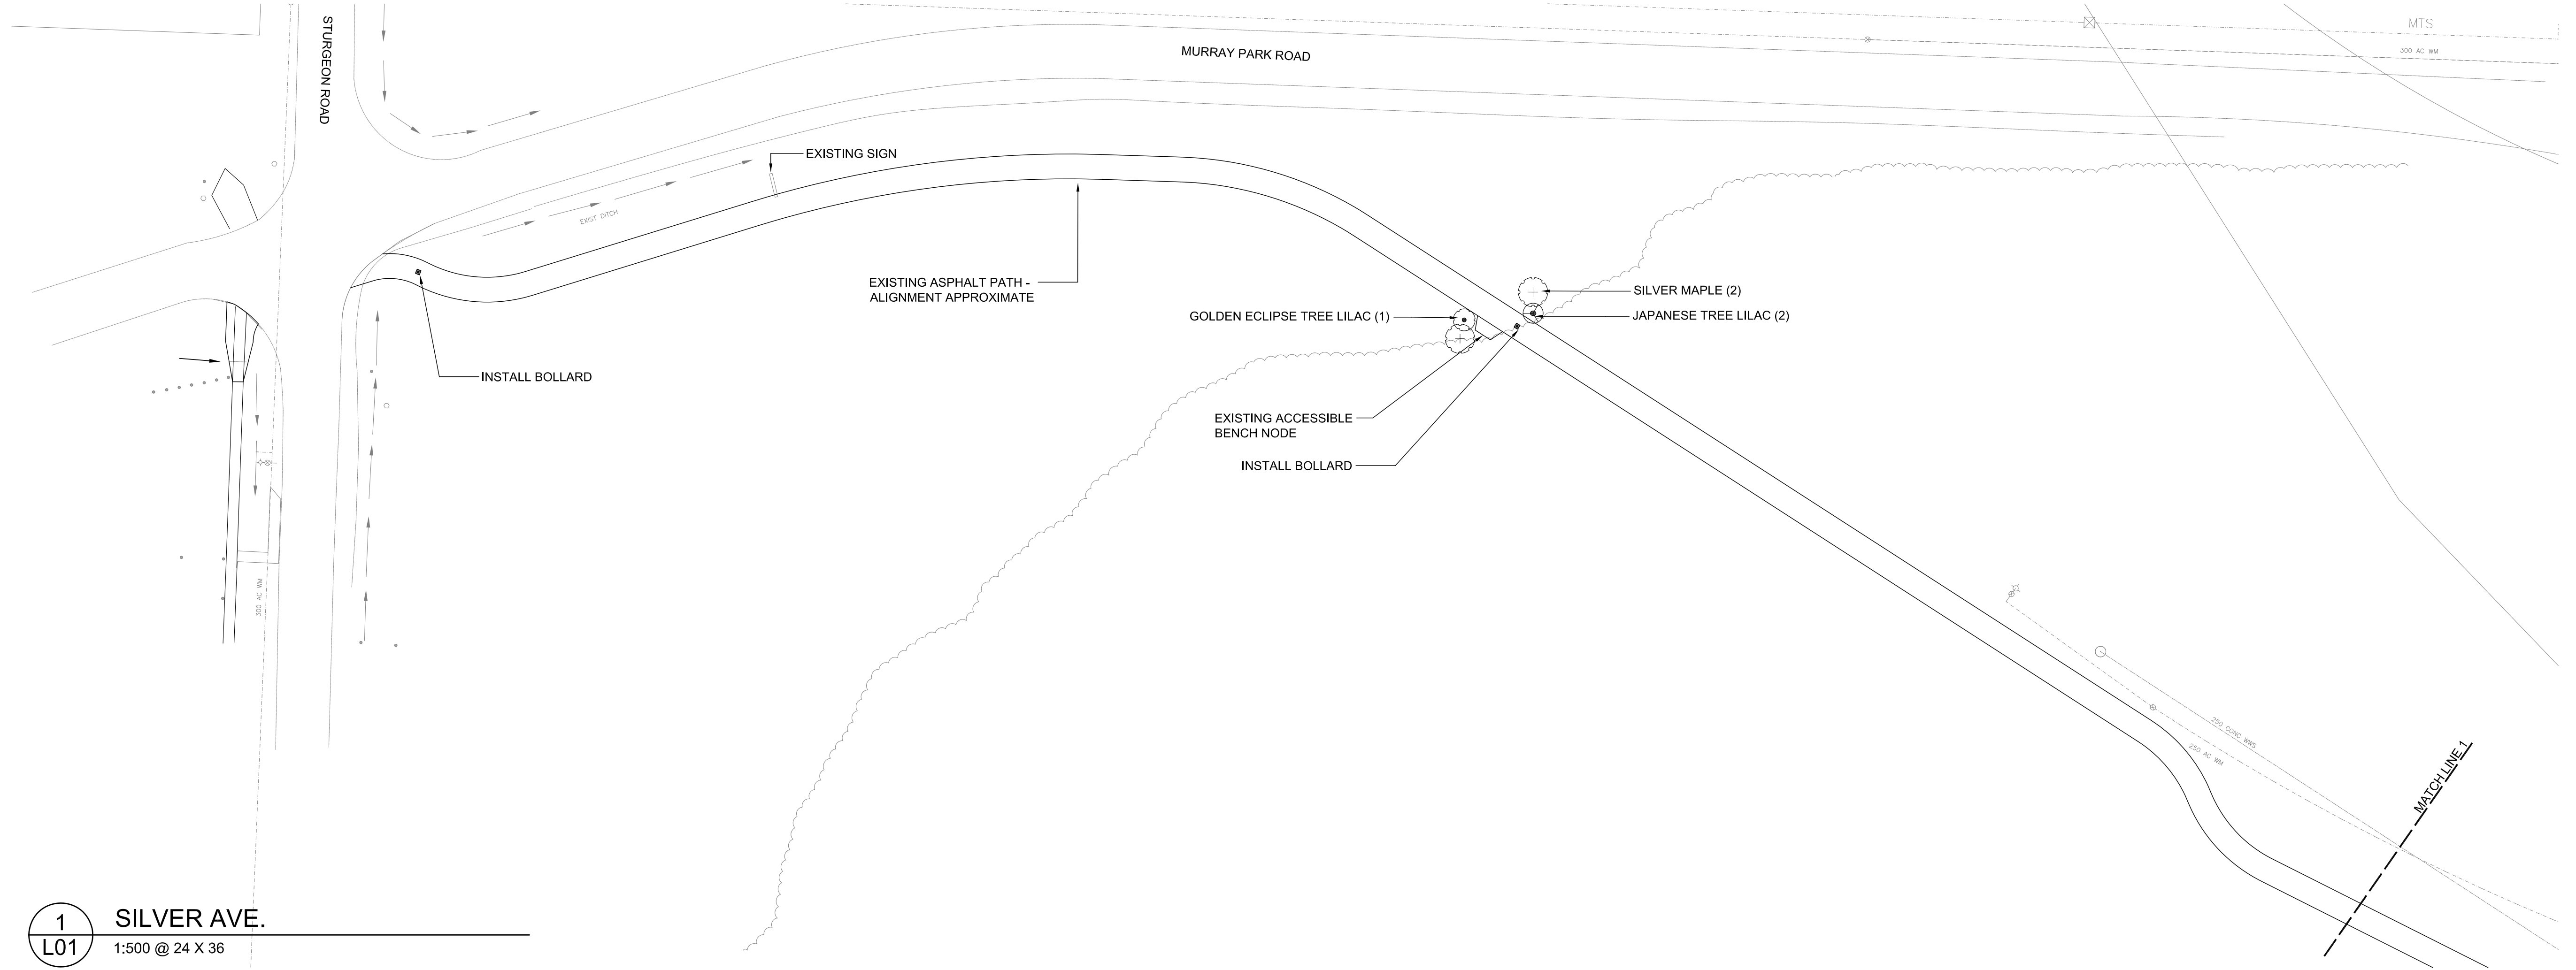 STURGEON ROAD
MURRAY PARK ROAD
MTS
300 AC WM
EXISTING SIGN
EXIST DITCH
EXISTING ASPHALT PATH -
ALIGNMENT APPROXIMATE
SILVER MAPLE (2)
GOLDEN ECLIPSE TREE LILAC (1)
JAPANESE TREE LILAC (2)
INSTALL BOLLARD
EXISTING ACCESSIBLE
BENCH NODE
INSTALL BOLLARD
300 AC WM
250 CONC WWS
250 AC WM
MATCH LINE 1
1
L01
SILVER AVE.
1:500 @ 24 X 36